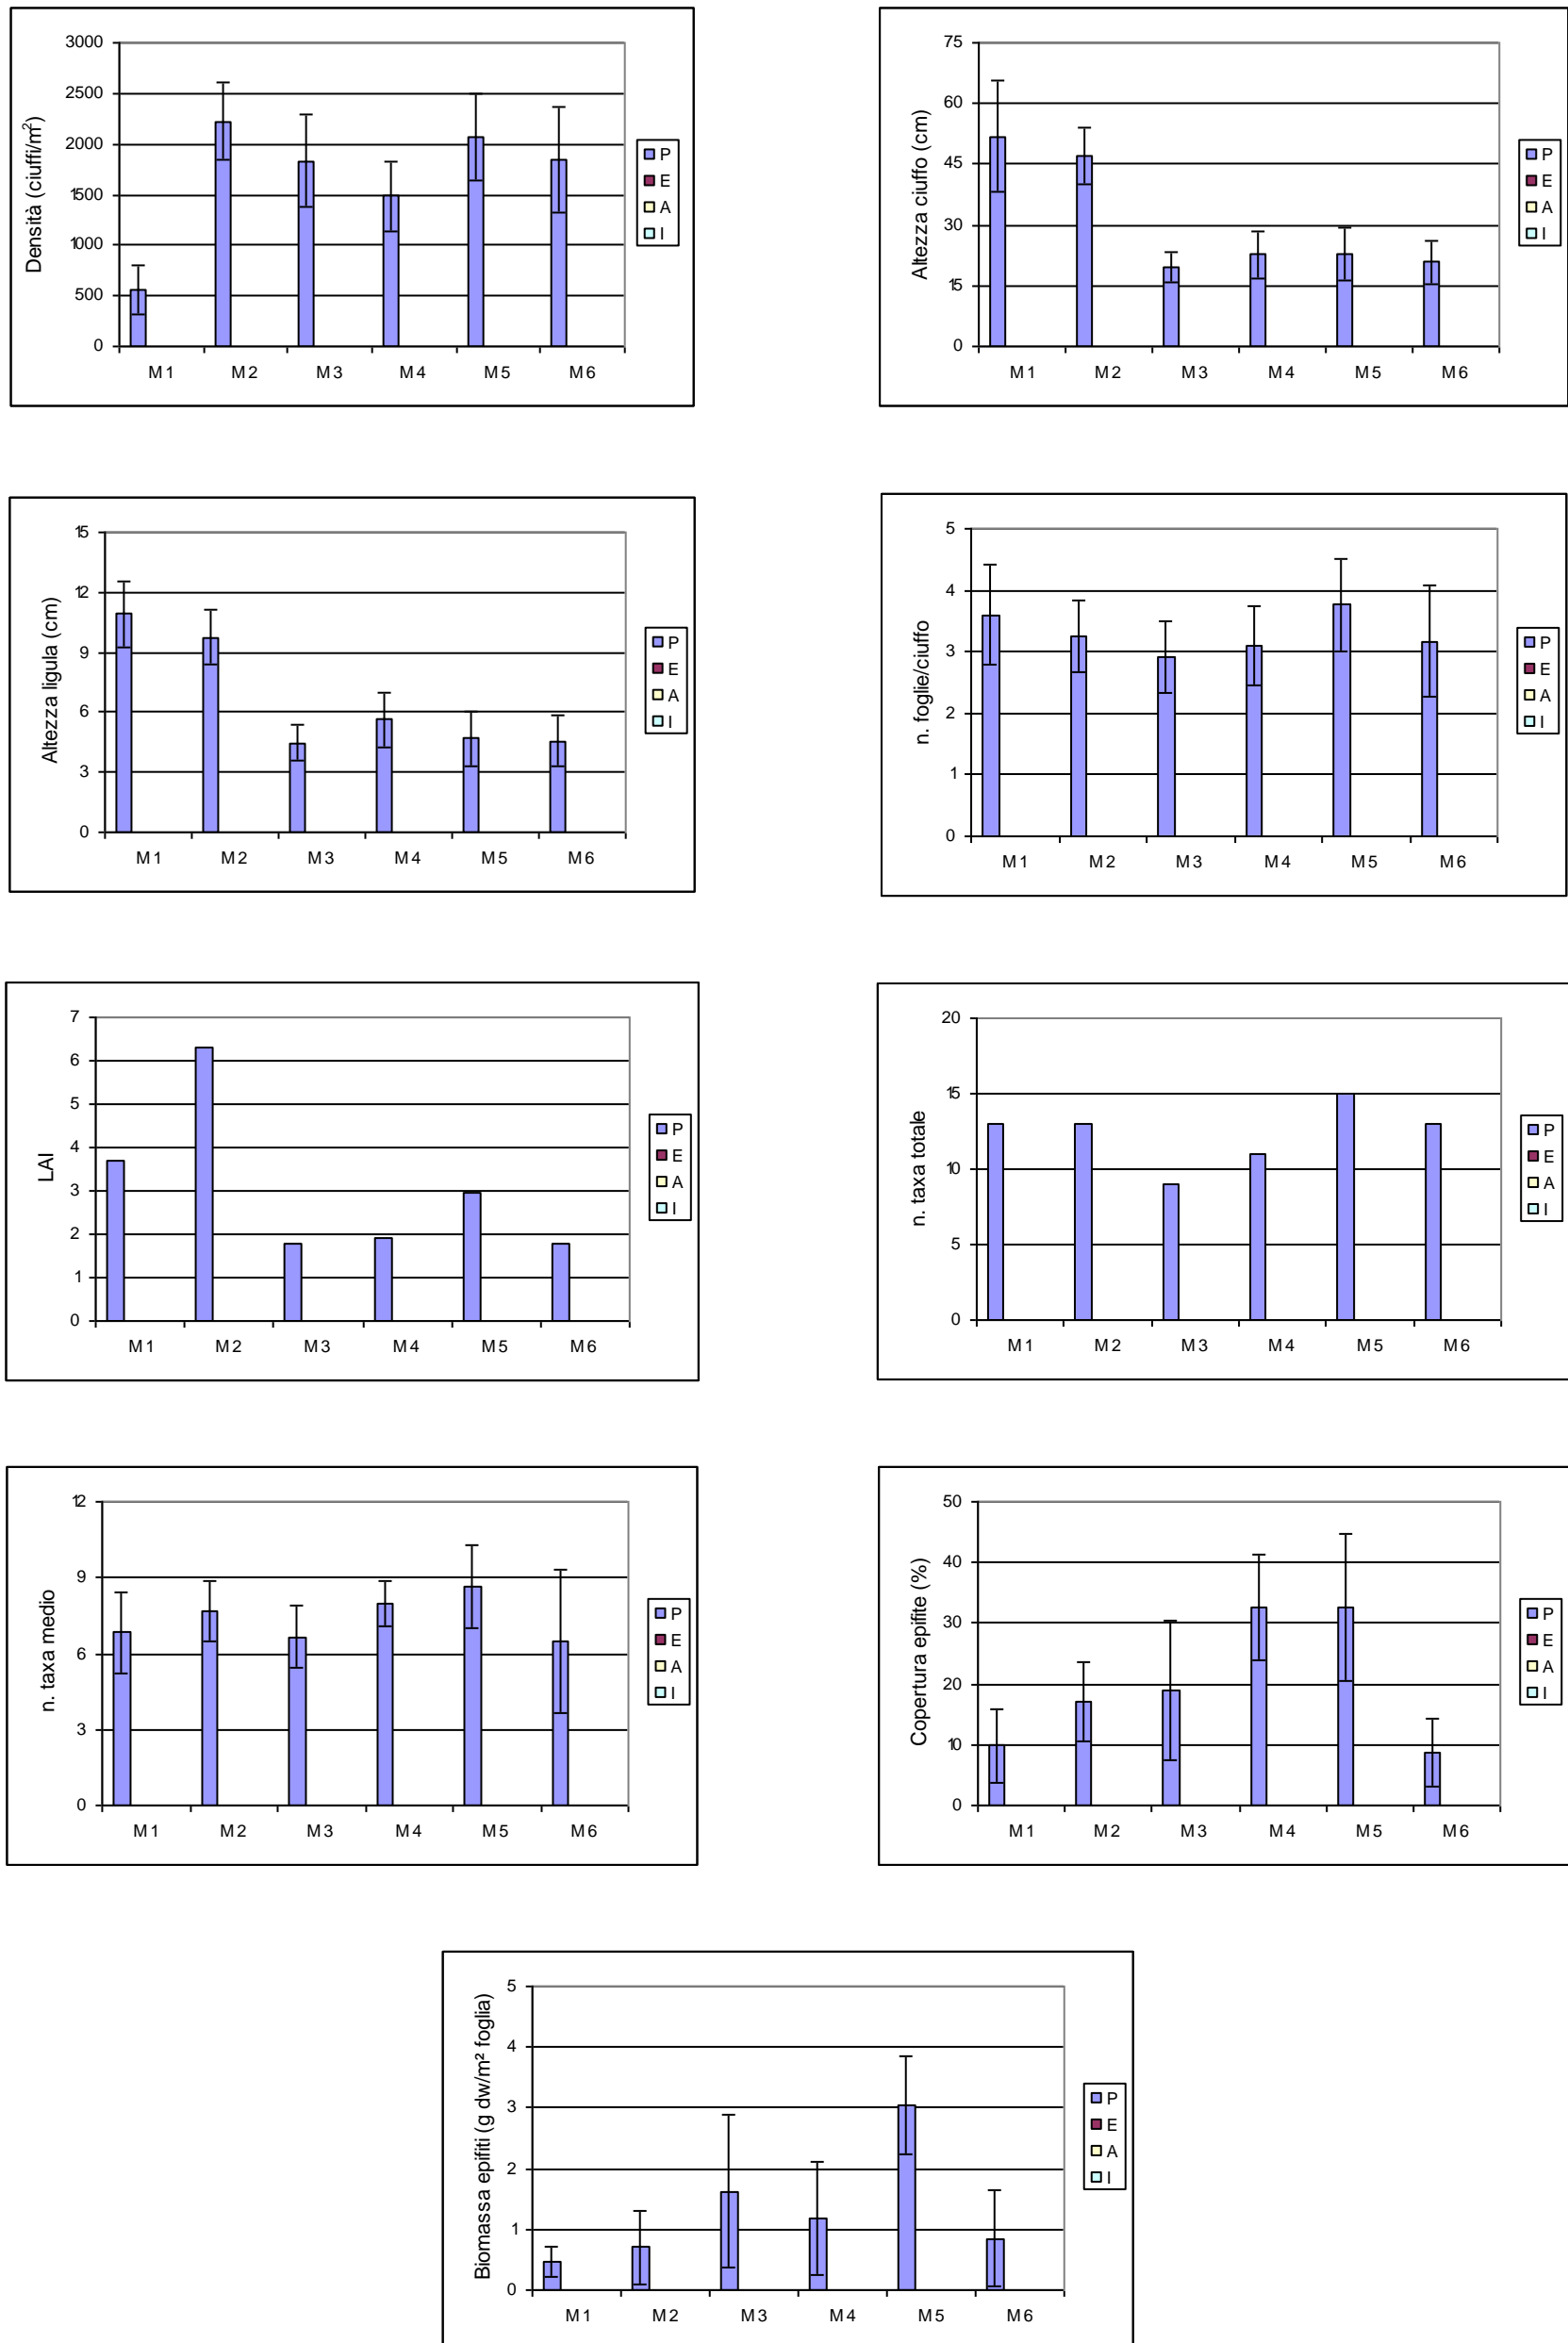 Densità (ciuffi/m²)
3000
2500
2000
1500
1000
500
0
M1 M2 M3 M4 M5 M6
P
E
A
I
Altezza ciuffo (cm)
75
60
45
30
15
0
M1 M2 M3 M4 M5 M6
P
E
A
I
Altezza ligula (cm)
15
12
9
6
3
0
M1 M2 M3 M4 M5 M6
P
E
A
I
n. foglie/ciuffo
5
4
3
2
1
0
M1 M2 M3 M4 M5 M6
P
E
A
I
LAI
7
6
5
4
3
2
1
0
M1 M2 M3 M4 M5 M6
P
E
A
I
n. taxa totale
20
15
10
5
0
M1 M2 M3 M4 M5 M6
P
E
A
I
n. taxa medio
12
9
6
3
0
M1 M2 M3 M4 M5 M6
P
E
A
I
Copertura epifite (%)
50
40
30
20
10
0
M1 M2 M3 M4 M5 M6
P
E
A
I
Biomassa epifiti (g dw/m² foglia)
5
4
3
2
1
0
M1 M2 M3 M4 M5 M6
P
E
A
I